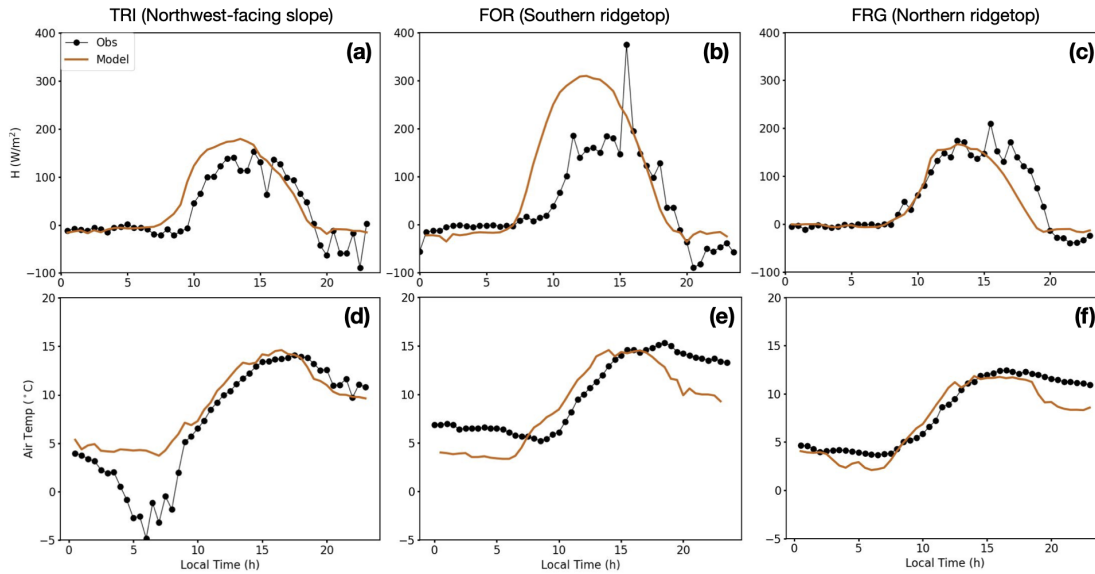 TRI (Northwest-facing slope) FOR (Southern ridgetop) FRG (Northern ridgetop)
400 400 400
Obs
Model
(a) (b) (c)
300 300 300
200 200 200
H (W/m²)
100 100 100
0 0 0
−100 −100 −100
0 5 10 15 20 0 5 10 15 20 0 5 10 15 20
20 20 20
(d) (e) (f)
15 15 15
10 10 10
Air Temp (°C)
5 5 5
0 0 0
−5 −5 −5
0 5 10 15 20 0 5 10 15 20 0 5 10 15 20
Local Time (h) Local Time (h) Local Time (h)